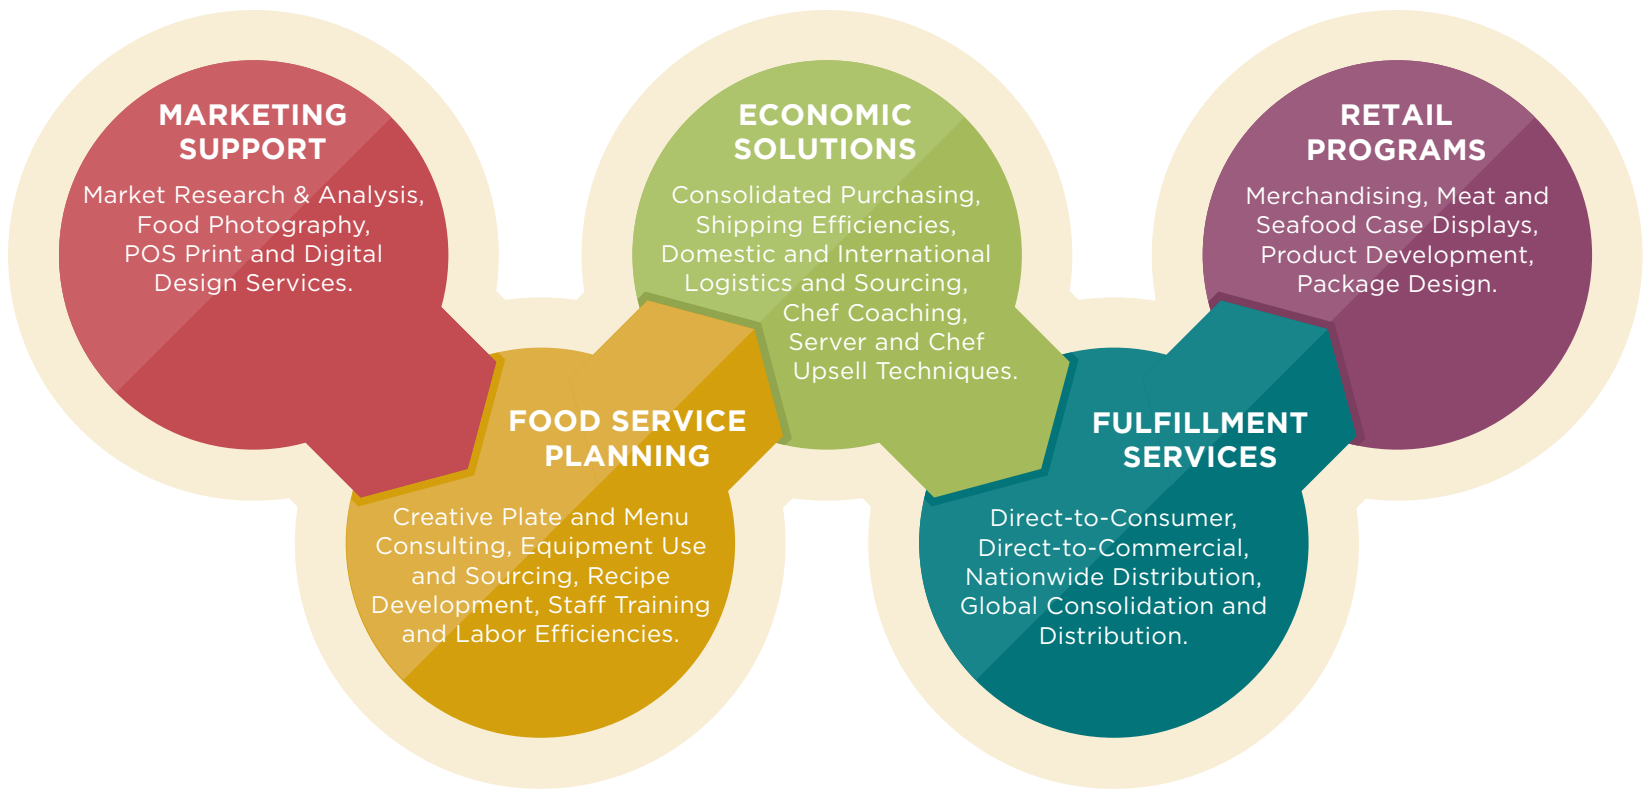 MARKETING
SUPPORT
Market Research & Analysis,
Food Photography,
POS Print and Digital
Design Services.
FOOD SERVICE
PLANNING
Creative Plate and Menu
Consulting, Equipment Use
and Sourcing, Recipe
Development, Staff Training
and Labor Efficiencies.
ECONOMIC
SOLUTIONS
Consolidated Purchasing,
Shipping Efficiencies,
Domestic and International
Logistics and Sourcing,
Chef Coaching,
Server and Chef
Upsell Techniques.
FULFILLMENT
SERVICES
Direct-to-Consumer,
Direct-to-Commercial,
Nationwide Distribution,
Global Consolidation and
Distribution.
RETAIL
PROGRAMS
Merchandising, Meat and
Seafood Case Displays,
Product Development,
Package Design.